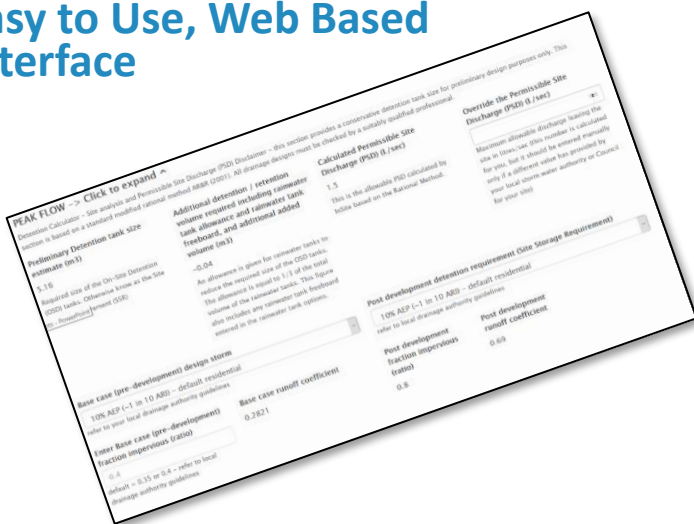 asy to Use, Web Based
terface
PEAK FLOW -> Click to expand ^
Detention Calculator - Site analysis and Permissible Site Discharge (PSD) Disclaimer - this section provides a conservative detention tank size for preliminary design purposes only. This
section is based on a standard modified rational method AR&R (2001). All drainage designs must be checked by a suitably qualified professional.
Preliminary Detention tank size
estimate (m3)
5.16
Required size of the On-Site Detention
(OSD) tanks. Otherwise know as the Site
PowerPoint ement (SSR)
Additional detention / retention
volume required including rainwater
tank allowance and rainwater tank
freeboard, and additional added
volume (m3)
-0.04
An allowance is given for rainwater tanks to
reduce the required size of the OSD tanks.
The allowance is equal to 1/3 of the total
volume of the rainwater tanks. This figure
also includes any rainwater tank freeboard
entered in the rainwater tank options.
Calculated Permissible Site
Discharge (PSD) (L/sec)
1.5
This is the allowable PSD calculated by
InSite based on the Rational Method.
Override the Permissible Site
Discharge (PSD) (L/sec)
Maximum allowable discharge leaving the
site in litres/sec (this number is calculated
for you, but it should be entered manually
only if a different value has provided by
your local storm water authority or Council
for your site)
Base case (pre-development) design storm
10% AEP (~1 in 10 ARI) - default residential
refer to your local drainage authority guidelines
Post development detention requirement (Site Storage Requirement)
10% AEP (~1 in 10 ARI) - default residential
refer to local drainage authority guidelines
Enter Base case (pre-development)
fraction impervious (ratio)
0.4
default = 0.35 or 0.4 - refer to local
drainage authority guidelines
Base case runoff coefficient
0.2821
Post development
fraction impervious
(ratio)
0.8
Post development
runoff coefficient
0.69